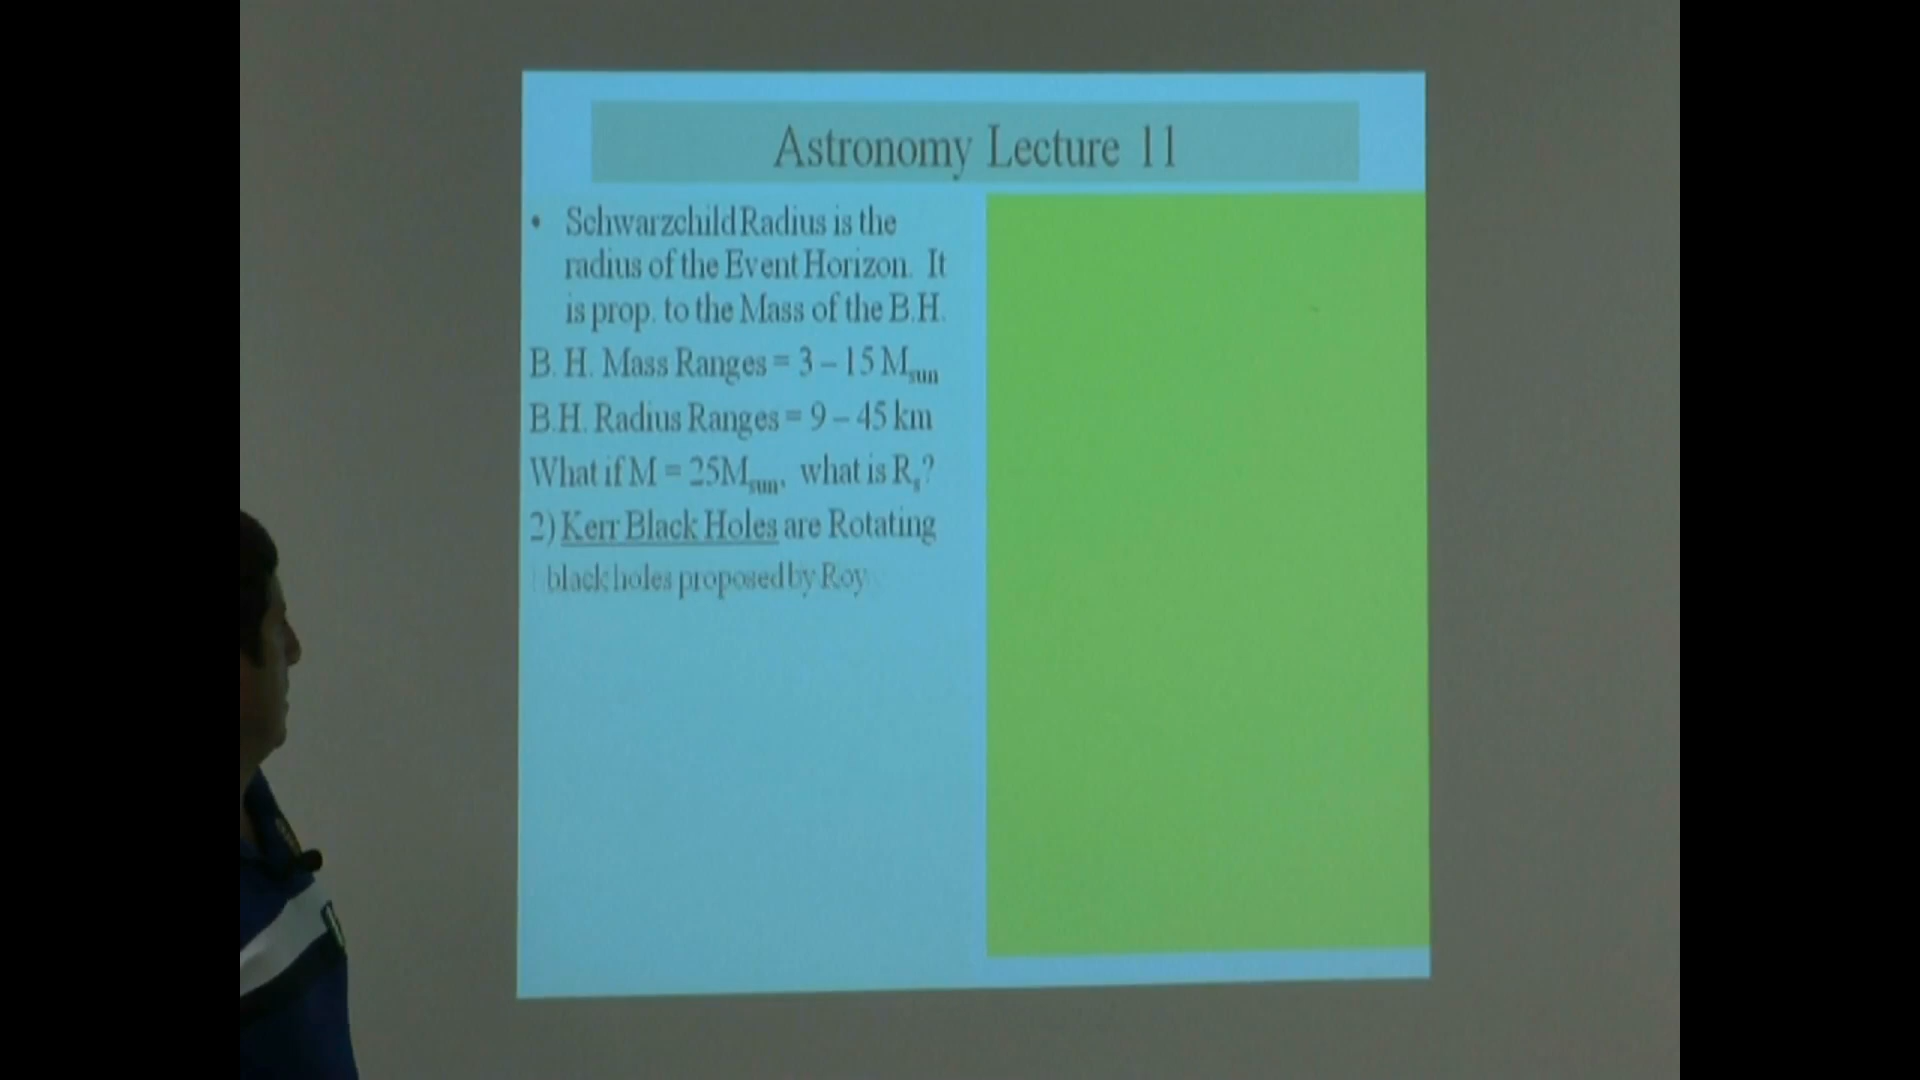 Astronomy Lecture 11
• Schwarzchild Radius is the
radius of the Event Horizon. It
is prop. to the Mass of the B.H.
B. H. Mass Ranges = 3 – 15 Msun
B.H. Radius Ranges = 9 – 45 km
What if M = 25Msun, what is Rs?
2) Kerr Black Holes are Rotating
black holes proposed by Roy